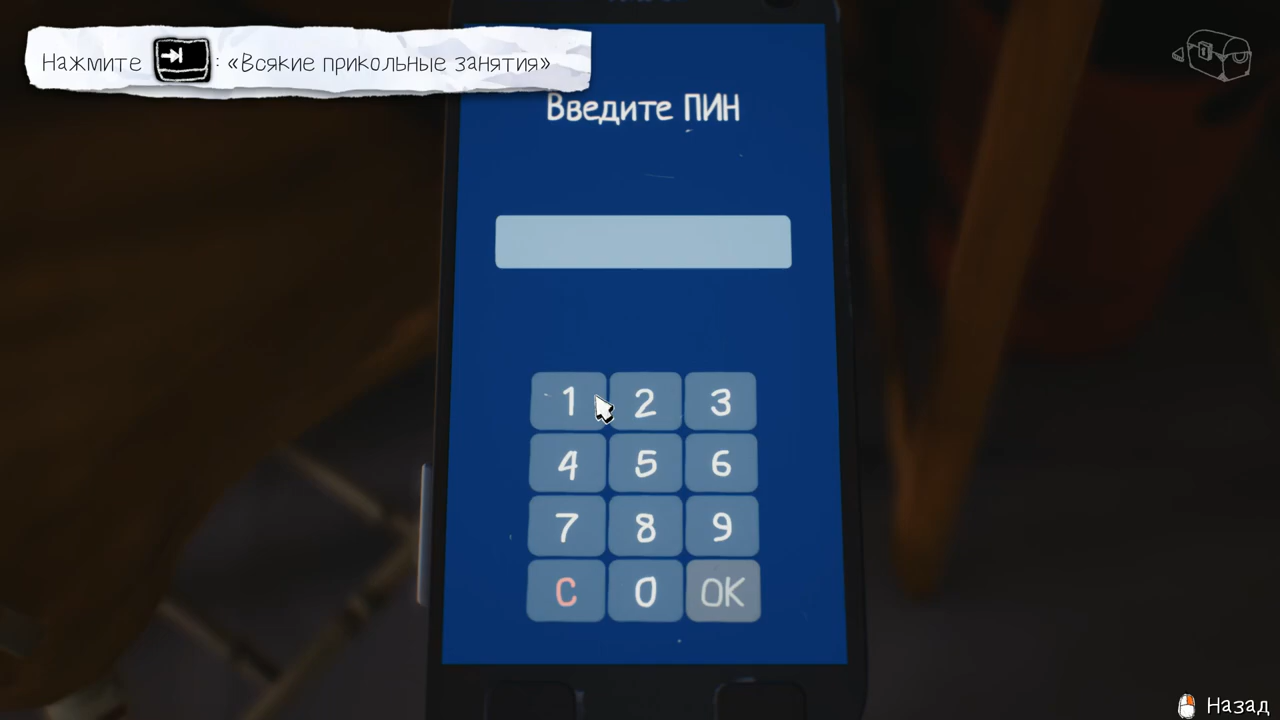 Нажмите : «Всякие прикольные занятия»
Введите ПИН
1 2 3
4 5 6
7 8 9
C 0 OK
Назад